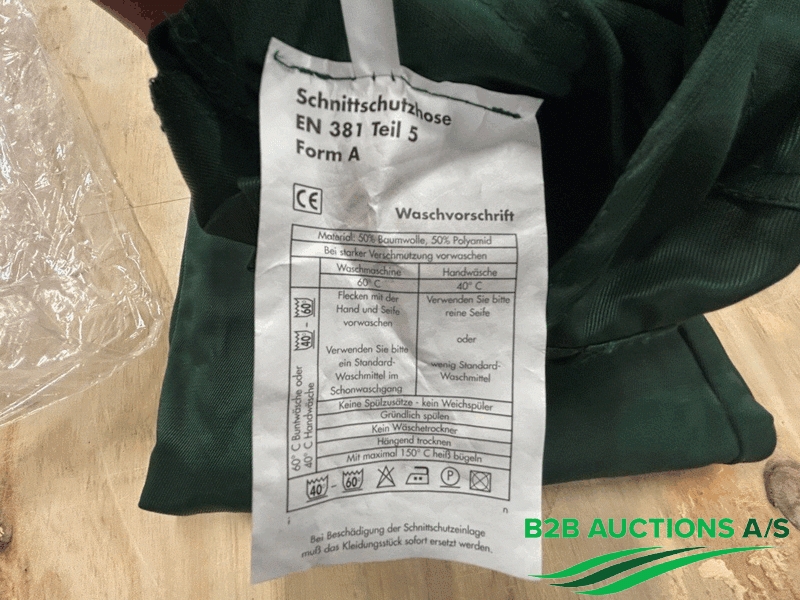 Schnittschutzhose
EN 381 Teil 5
Form A
CE
Waschvorschrift
Material: 50% Baumwolle, 50% Polyamid
Bei starker Verschmutzung vorwaschen
60° C Buntwäsche oder
40° C Handwäsche
40° - 60°
Waschmaschine
60° C
Flecken mit der
Hand und Seife
vorwaschen
Verwenden Sie bitte
ein Standard-
Waschmittel im
Schonwaschgang
Handwäsche
40° C
Verwenden Sie bitte
reine Seife
oder
wenig Standard-
Waschmittel
Keine Spülzusätze - kein Weichspüler
Gründlich spülen
Kein Wäschetrockner
Hängend trocknen
Mit maximal 150° C heiß bügeln
40° - 60° P
i n
Bei Beschädigung der Schnittschutzeinlage
muß das Kleidungsstück sofort ersetzt werden.
B2B AUCTIONS A/S